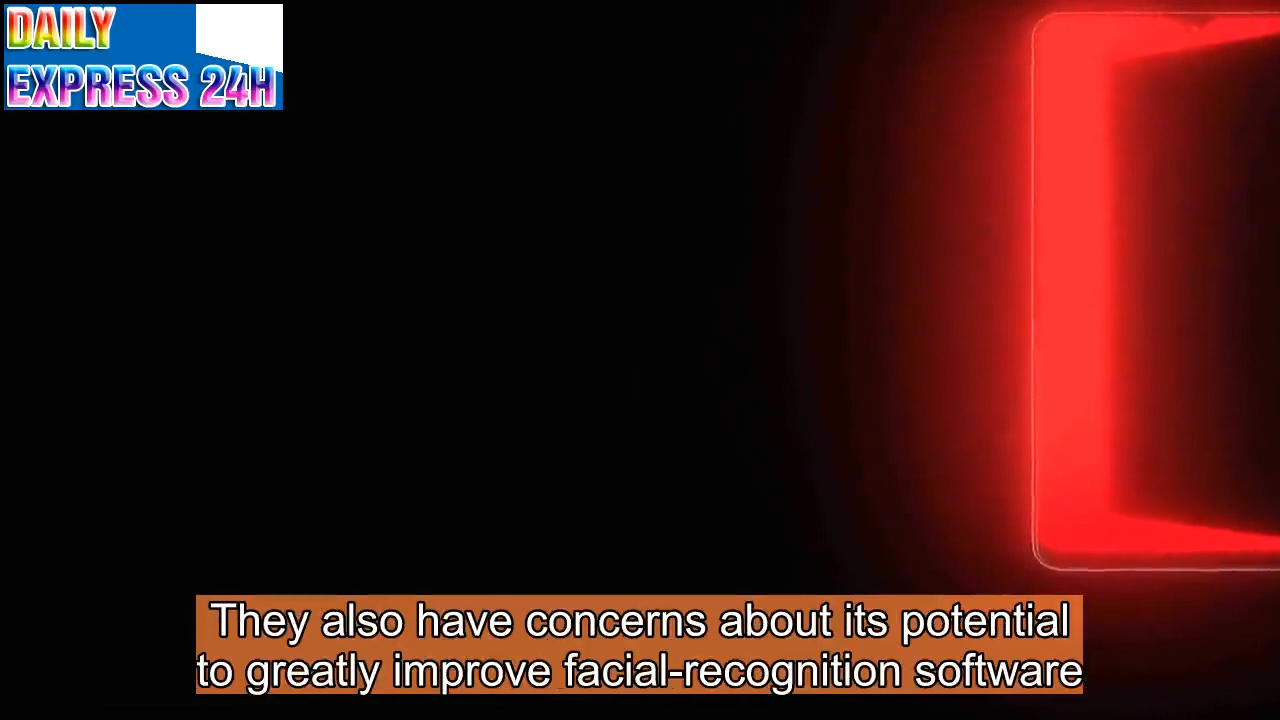 DAILY
EXPRESS 24H
They also have concerns about its potential
to greatly improve facial-recognition software